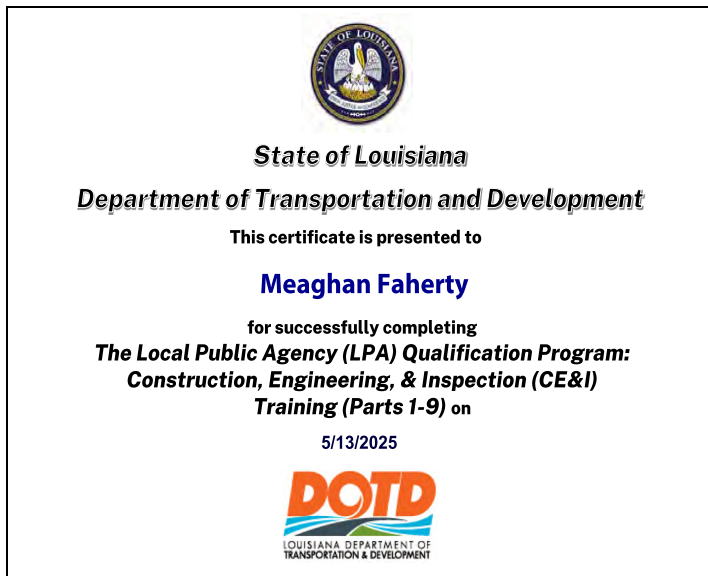 STATE OF LOUISIANA
State of Louisiana
Department of Transportation and Development
This certificate is presented to
Meaghan Faherty
for successfully completing
The Local Public Agency (LPA) Qualification Program:
Construction, Engineering, & Inspection (CE&I)
Training (Parts 1-9) on
5/13/2025
DOTD
LOUISIANA DEPARTMENT OF
TRANSPORTATION & DEVELOPMENT